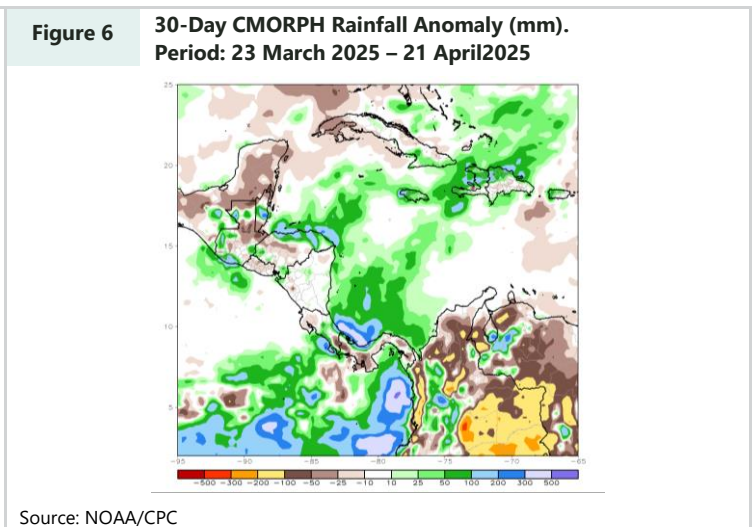 Figure 6
30-Day CMORPH Rainfall Anomaly (mm).
Period: 23 March 2025 – 21 April2025
25
20
15
10
5
-95 -90 -85 -80 -75 -70 -65
-500 -300 -200 -100 -50 -25 -10 10 25 50 100 200 300 500
Source: NOAA/CPC